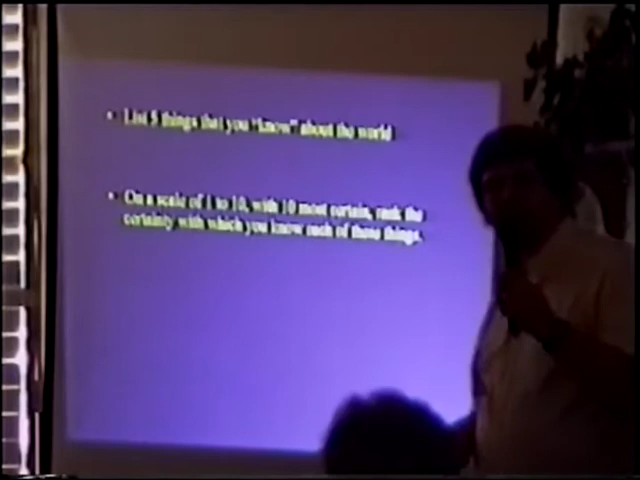 • List 5 things that you "know" about the world
• On a scale of 1 to 10, with 10 most certain, rank the
certainty with which you know each of these things.